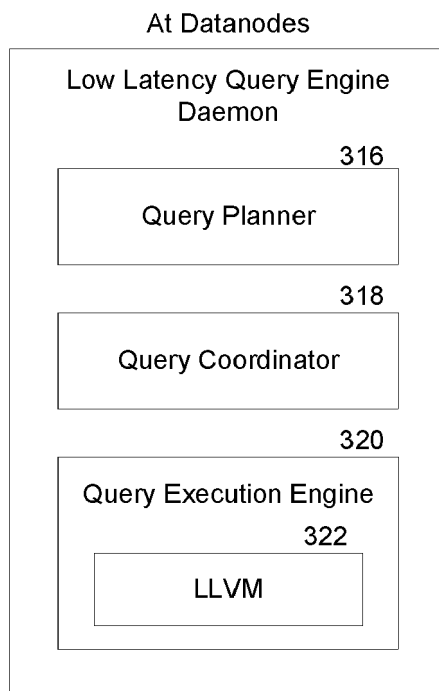 At Datanodes
Low Latency Query Engine
Daemon
316
Query Planner
318
Query Coordinator
320
Query Execution Engine
322
LLVM